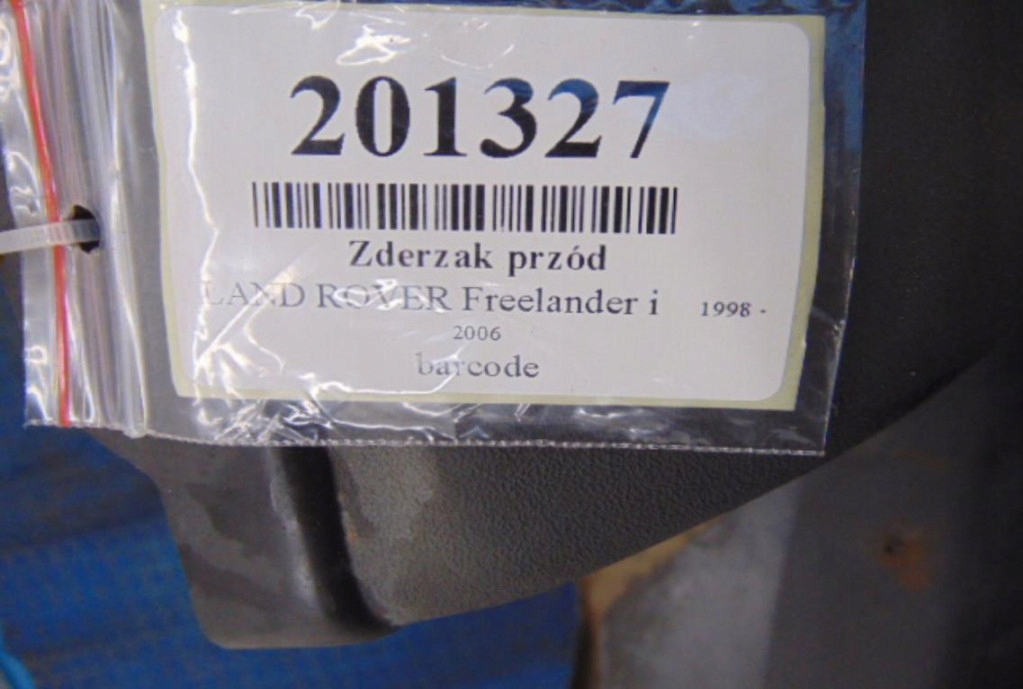 201327
Zderzak przód
LAND ROVER Freelander i 1998 -
2006
barcode